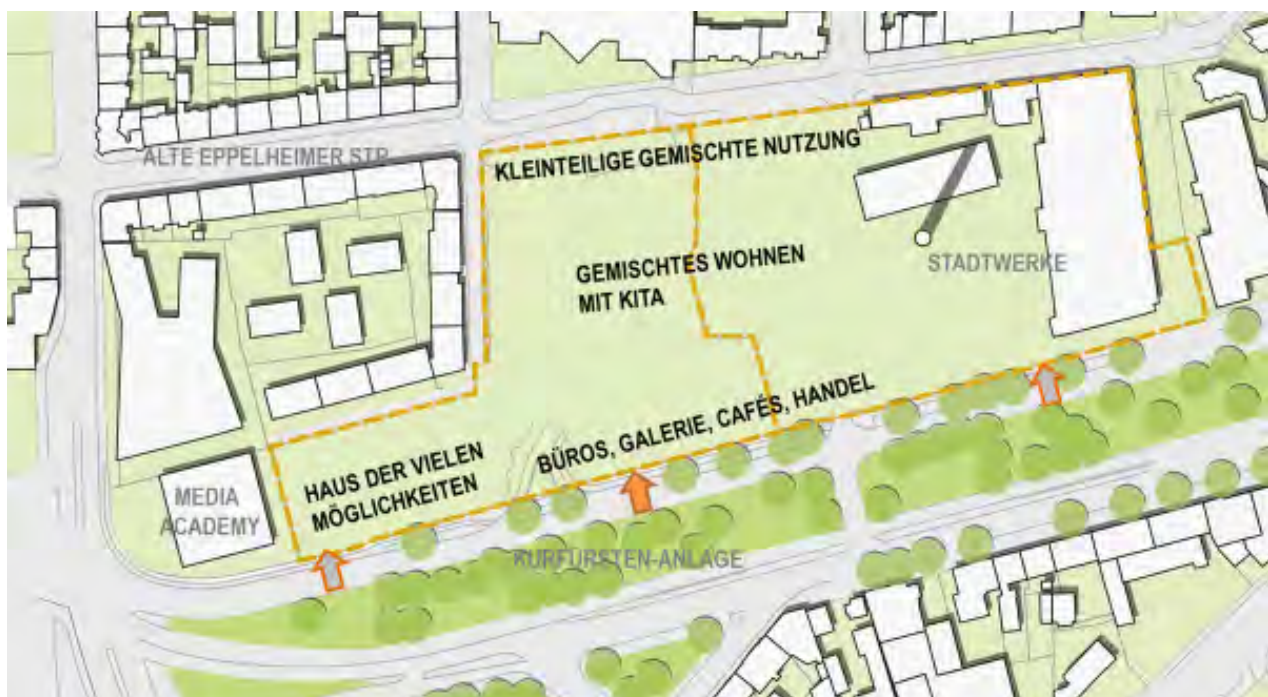 ALTE EPPELHEIMER STR.
KLEINTEILIGE GEMISCHTE NUTZUNG
GEMISCHTES WOHNEN
MIT KITA
STADTWERKE
BÜROS, GALERIE, CAFÉS, HANDEL
HAUS DER VIELEN
MÖGLICHKEITEN
MEDIA
ACADEMY
KURFÜRSTEN-ANLAGE